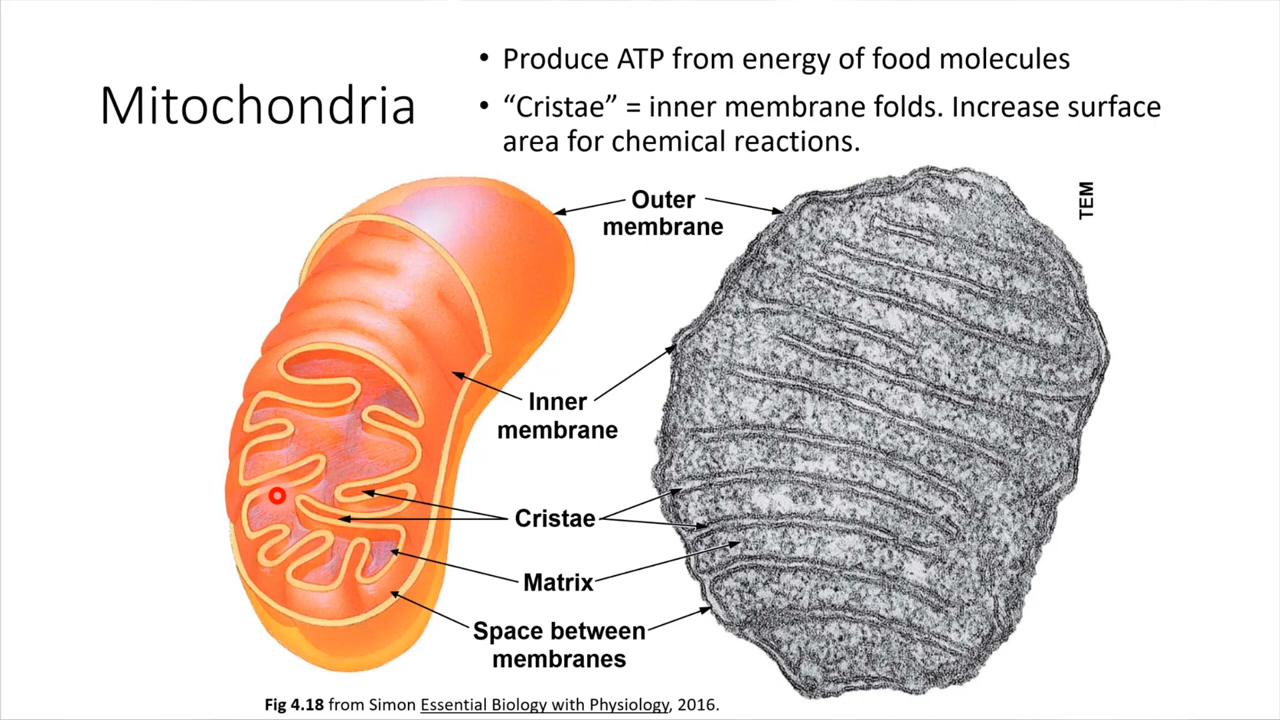 Mitochondria
• Produce ATP from energy of food molecules
• “Cristae” = inner membrane folds. Increase surface
area for chemical reactions.
Outer
membrane
TEM
Inner
membrane
Cristae
Matrix
Space between
membranes
Fig 4.18 from Simon Essential Biology with Physiology, 2016.